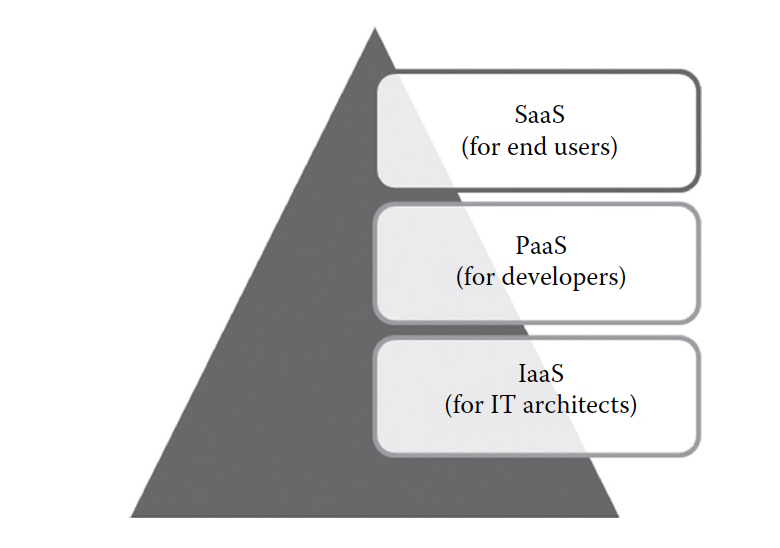 SaaS
(for end users)
PaaS
(for developers)
IaaS
(for IT architects)